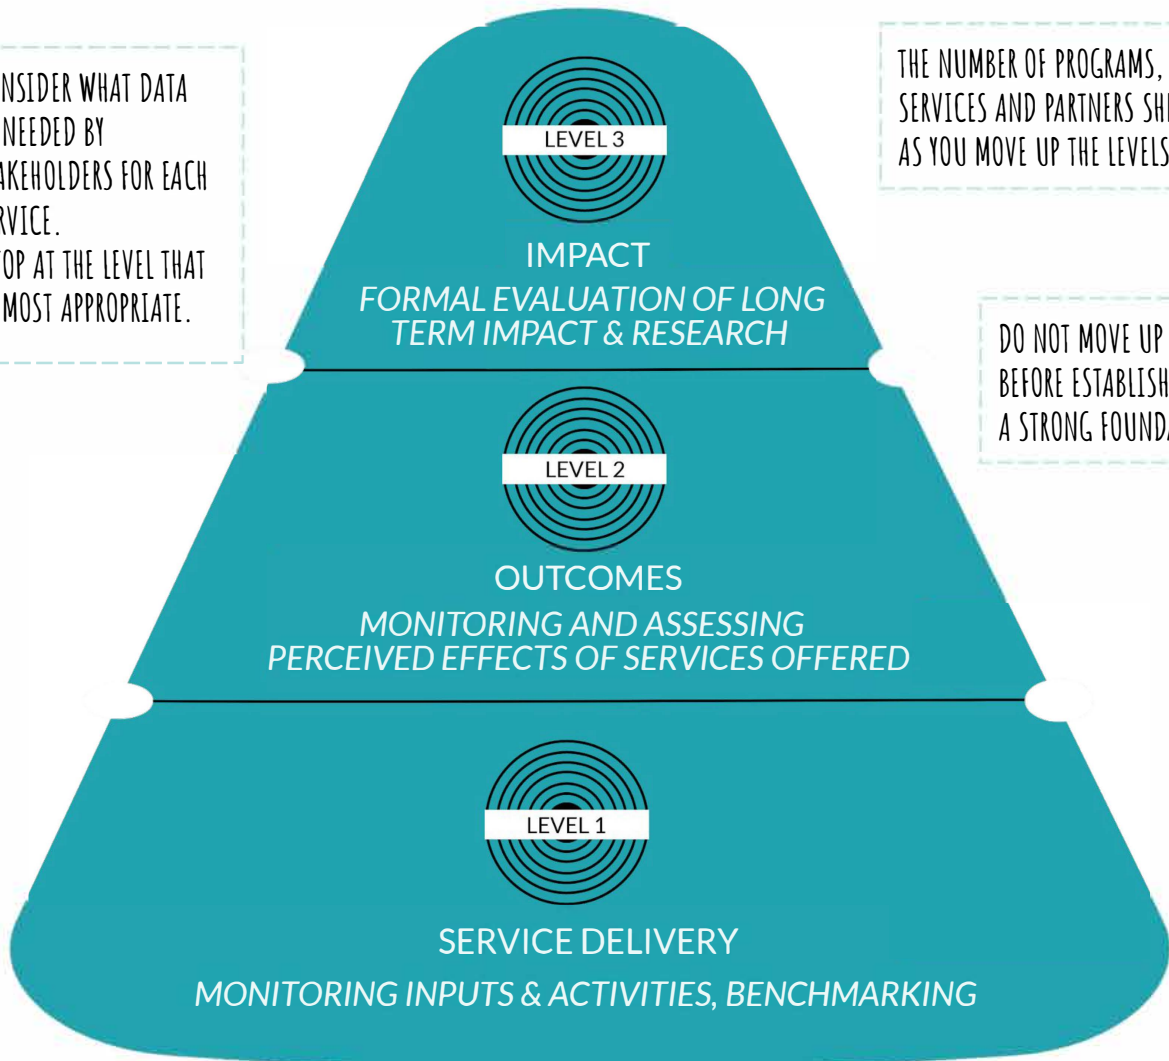 NSIDER WHAT DATA
NEEDED BY
AKEHOLDERS FOR EACH
RVICE.
TOP AT THE LEVEL THAT
MOST APPROPRIATE.
THE NUMBER OF PROGRAMS,
SERVICES AND PARTNERS
AS YOU MOVE UP THE LEVELS
LEVEL 3
IMPACT
FORMAL EVALUATION OF LONG
TERM IMPACT & RESEARCH
DO NOT MOVE UP
BEFORE ESTABLISH
A STRONG FOUND
LEVEL 2
OUTCOMES
MONITORING AND ASSESSING
PERCEIVED EFFECTS OF SERVICES OFFERED
LEVEL 1
SERVICE DELIVERY
MONITORING INPUTS & ACTIVITIES, BENCHMARKING